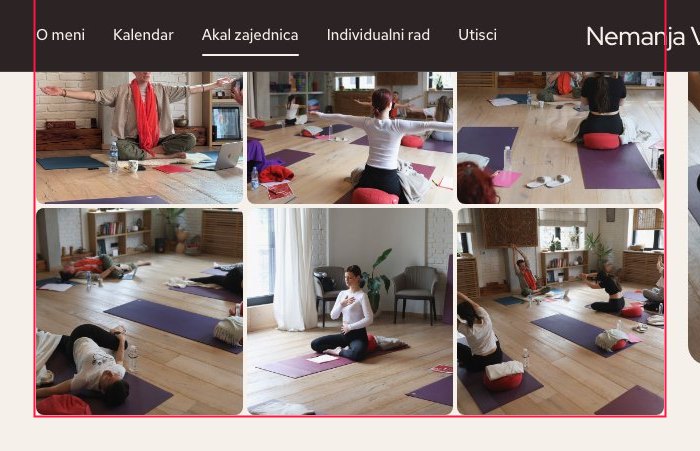 O meni
Kalendar
Akal zajednica
Individualni rad
Utisci
Nemanja V